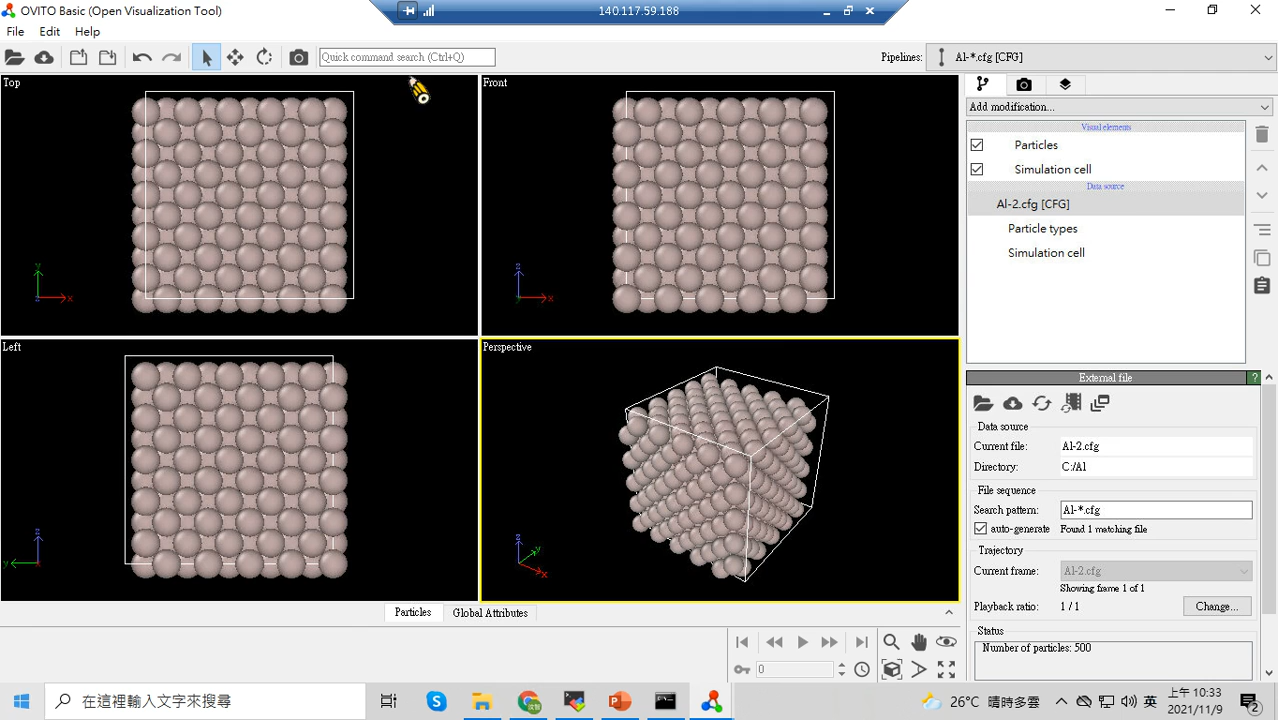 OVITO Basic (Open Visualization Tool)
140.117.59.188
File Edit Help
Quick command search (Ctrl+Q)
Pipelines:
Al-*.cfg [CFG]
Top
Front
Left
Perspective
y
x
z
x
z
y
z
y
x
Add modification...
Visual elements
Particles
Simulation cell
Data source
Al-2.cfg [CFG]
Particle types
Simulation cell
External file
?
Data source
Current file: Al-2.cfg
Directory: C:/Al
File sequence
Search pattern: Al-*.cfg
auto-generate Found 1 matching file
Trajectory
Current frame: Al-2.cfg
Showing frame 1 of 1
Playback ratio: 1 / 1 Change...
Status
Number of particles: 500
Particles Global Attributes
0
在這裡輸入文字來搜尋
26°C 晴時多雲
英
上午 10:33
2021/11/9
2